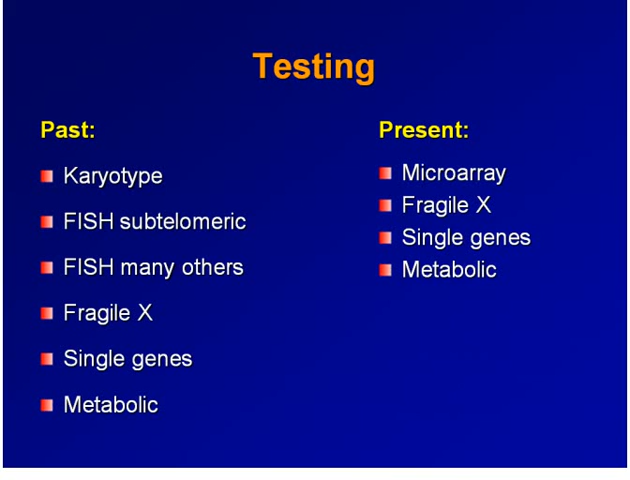 Testing
Past:
Karyotype
FISH subtelomeric
FISH many others
Fragile X
Single genes
Metabolic
Present:
Microarray
Fragile X
Single genes
Metabolic